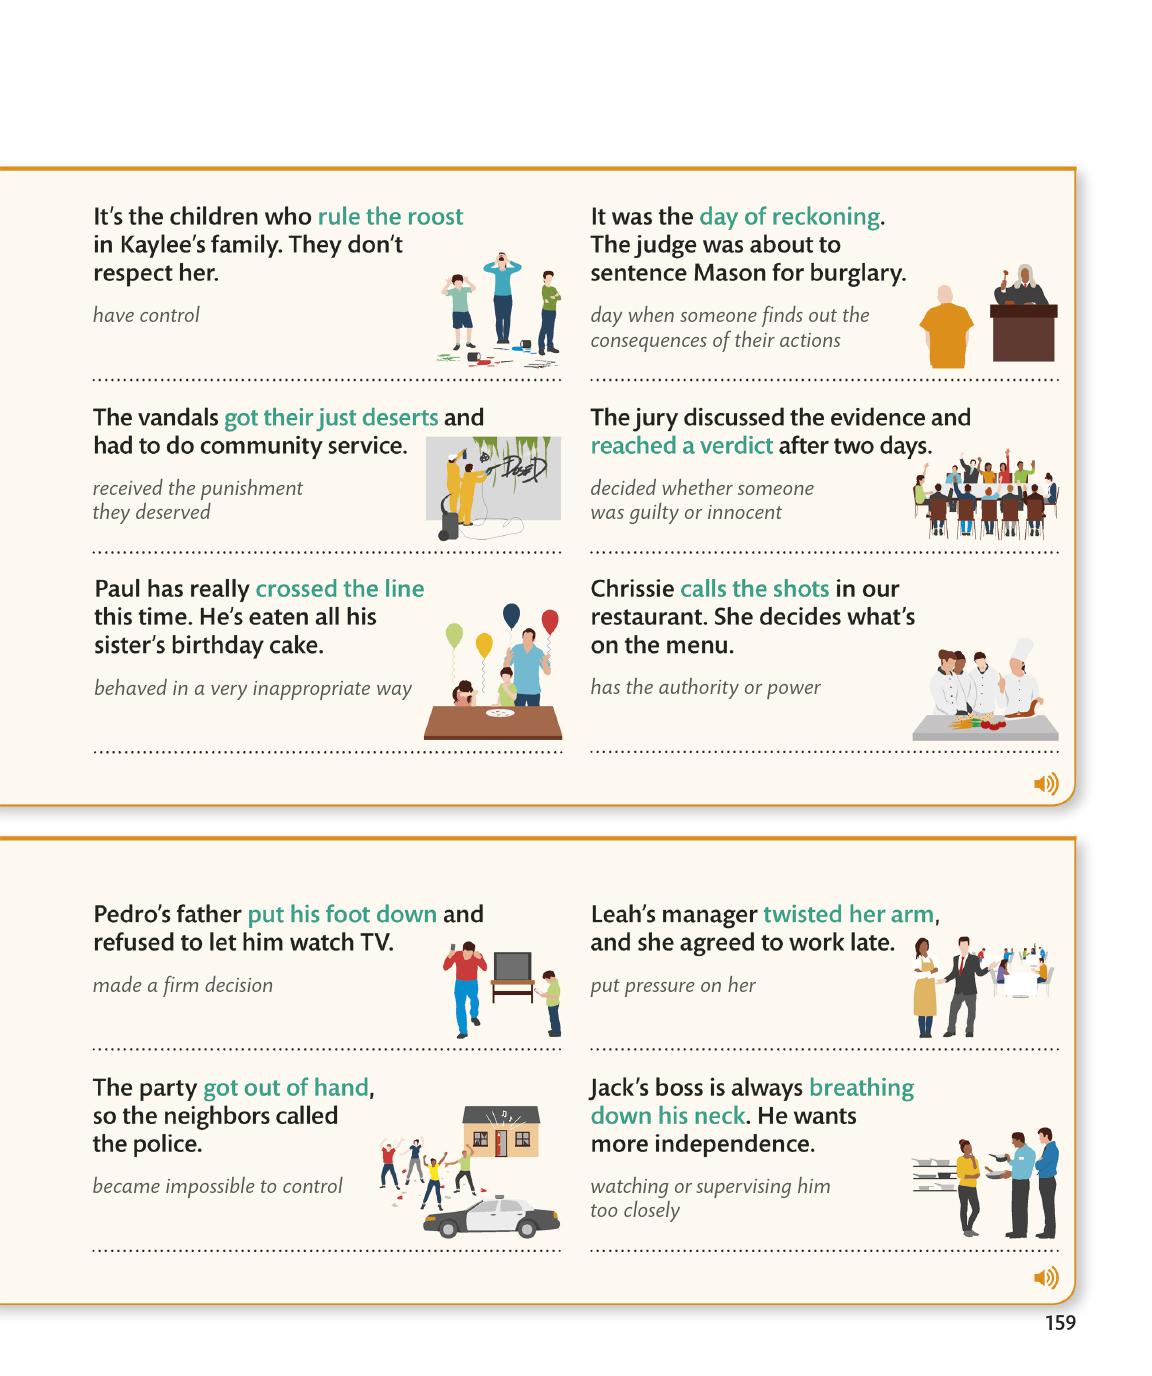 It's the children who rule the roost
in Kaylee's family. They don't
respect her.
have control
It was the day of reckoning.
The judge was about to
sentence Mason for burglary.
day when someone finds out the
consequences of their actions
The vandals got their just deserts and
had to do community service.
received the punishment
they deserved
The jury discussed the evidence and
reached a verdict after two days.
decided whether someone
was guilty or innocent
Paul has really crossed the line
this time. He's eaten all his
sister's birthday cake.
behaved in a very inappropriate way
Chrissie calls the shots in our
restaurant. She decides what's
on the menu.
has the authority or power
Pedro's father put his foot down and
refused to let him watch TV.
made a firm decision
Leah's manager twisted her arm,
and she agreed to work late.
put pressure on her
The party got out of hand,
so the neighbors called
the police.
became impossible to control
Jack's boss is always breathing
down his neck. He wants
more independence.
watching or supervising him
too closely
159